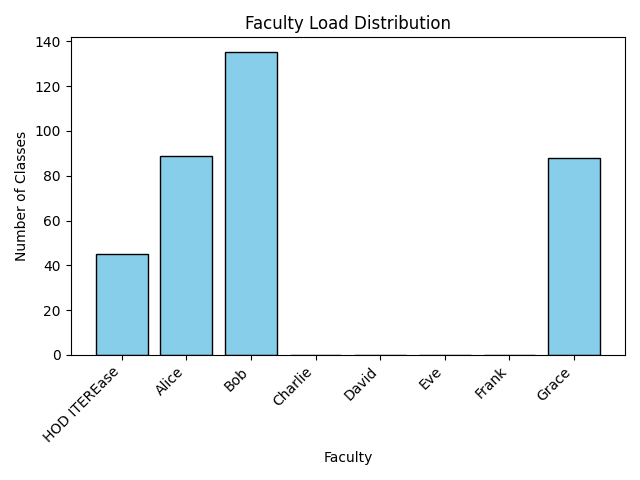 Faculty Load Distribution
Number of Classes
140
120
100
80
60
40
20
0
HOD ITEREase
Alice
Bob
Charlie
David
Eve
Frank
Grace
Faculty